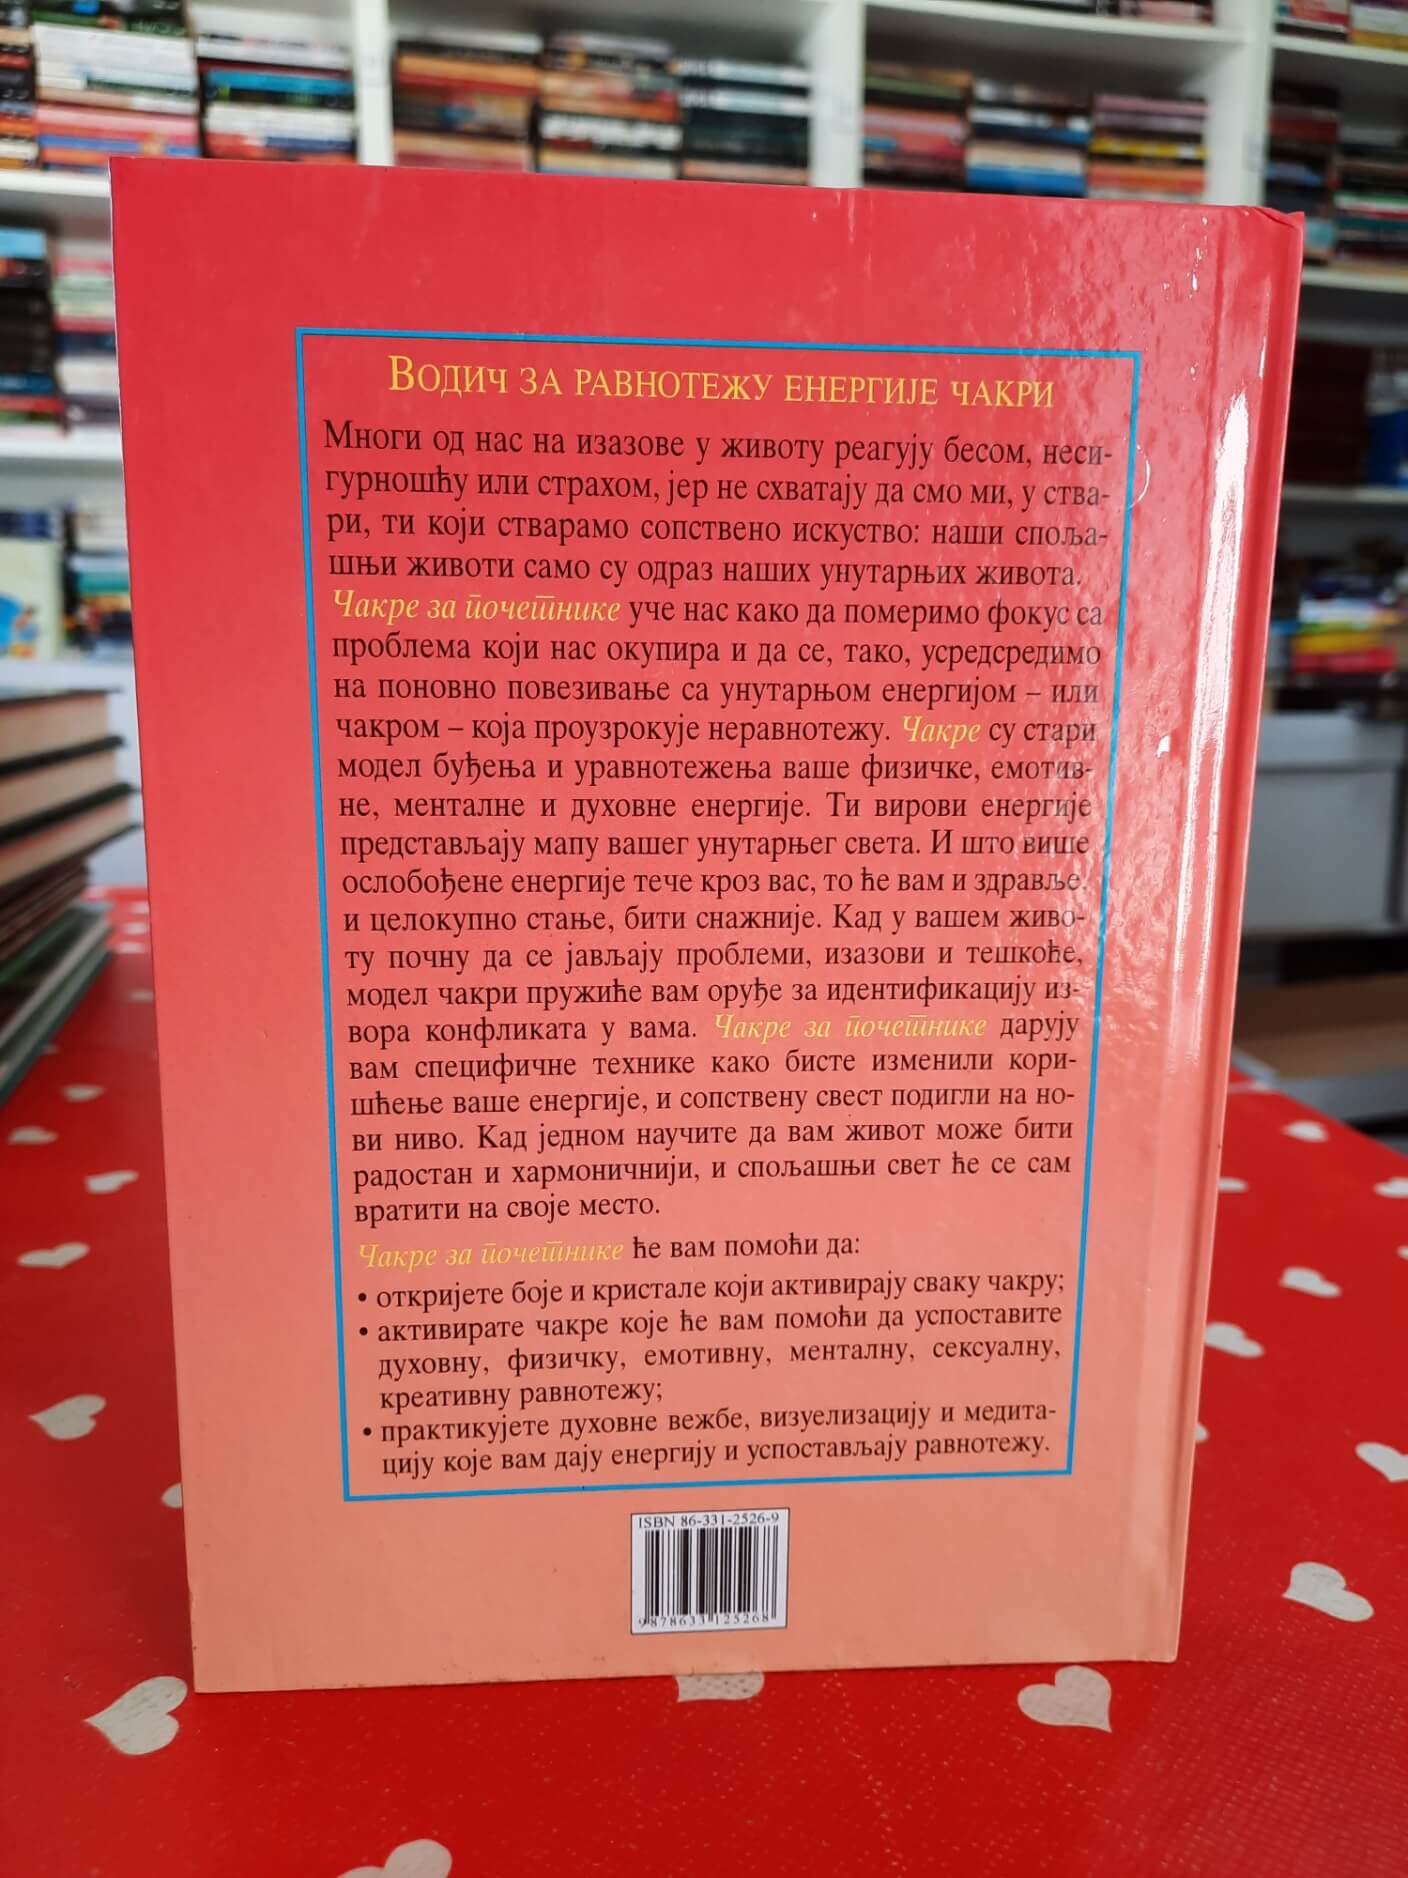 Водич за равнотежу енергије чакри
Многи од нас на изазове у животу реагују бесом, неси-
гурношћу или страхом, јер не схватају да смо ми, у ства-
ри, ти који стварамо сопствено искуство: наши споља-
шњи животи само су одраз наших унутарњих живота.
Чакре за почетнике уче нас како да померимо фокус са
проблема који нас окупира и да се, тако, усредсредимо
на поновно повезивање са унутарњом енергијом – или
чакром – која проузрокује неравнотежу. Чакре су стари
модел буђења и уравнотежења ваше физичке, емотив-
не, менталне и духовне енергије. Ти вирови енергије
представљају мапу вашег унутарњег света. И што више
ослобођене енергије тече кроз вас, то ће вам и здравље,
и целокупно стање, бити снажније. Кад у вашем живо-
ту почну да се јављају проблеми, изазови и тешкоће,
модел чакри пружиће вам оруђе за идентификацију из-
вора конфликата у вама. Чакре за почетнике дарују
вам специфичне технике како бисте изменили кори-
шћење ваше енергије, и сопствену свест подигли на но-
ви ниво. Кад једном научите да вам живот може бити
радостан и хармоничнији, и спољашњи свет ће се сам
вратити на своје место.
Чакре за почетнике ће вам помоћи да:
• откријете боје и кристале који активирају сваку чакру;
• активирате чакре које ће вам помоћи да успоставите
духовну, физичку, емотивну, менталну, сексуалну,
креативну равнотежу;
• практикујете духовне вежбе, визуелизацију и медита-
цију које вам дају енергију и успостављају равнотежу.
ISBN 86-331-2526-9
9788633125268